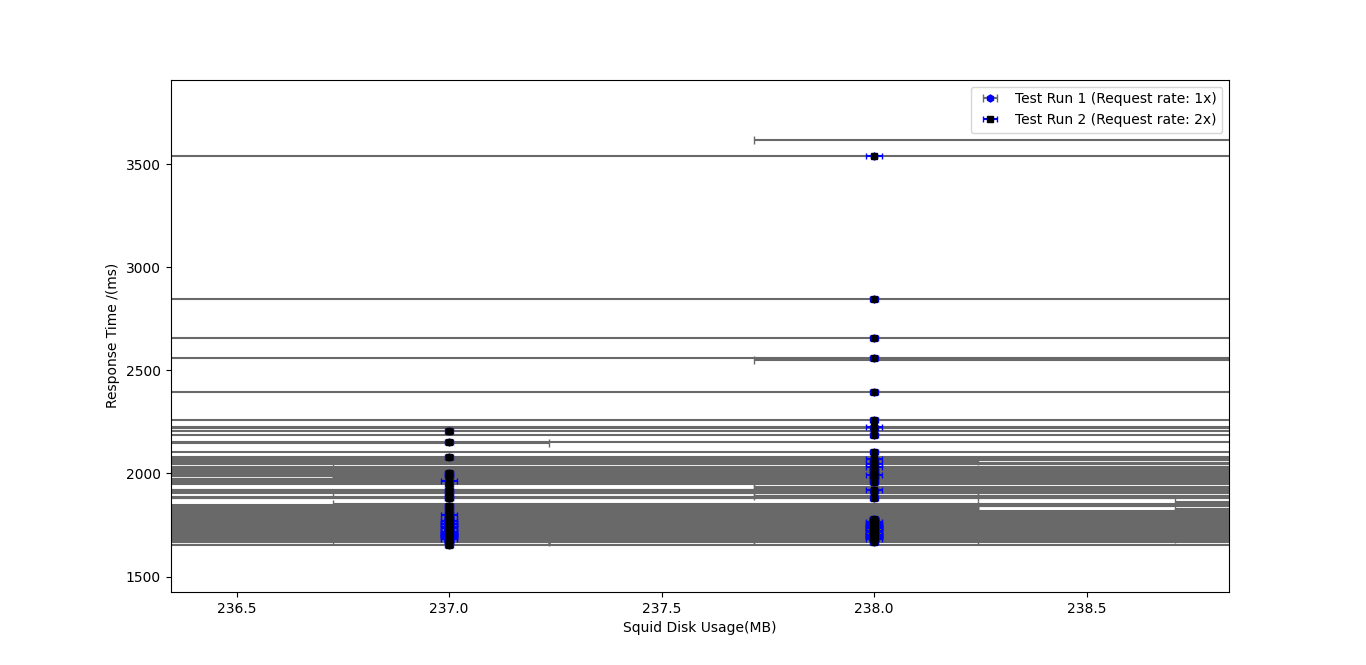 Test Run 1 (Request rate: 1x)
Test Run 2 (Request rate: 2x)
Response Time /(ms)
3500
3000
2500
2000
1500
236.5 237.0 237.5 238.0 238.5
Squid Disk Usage(MB)